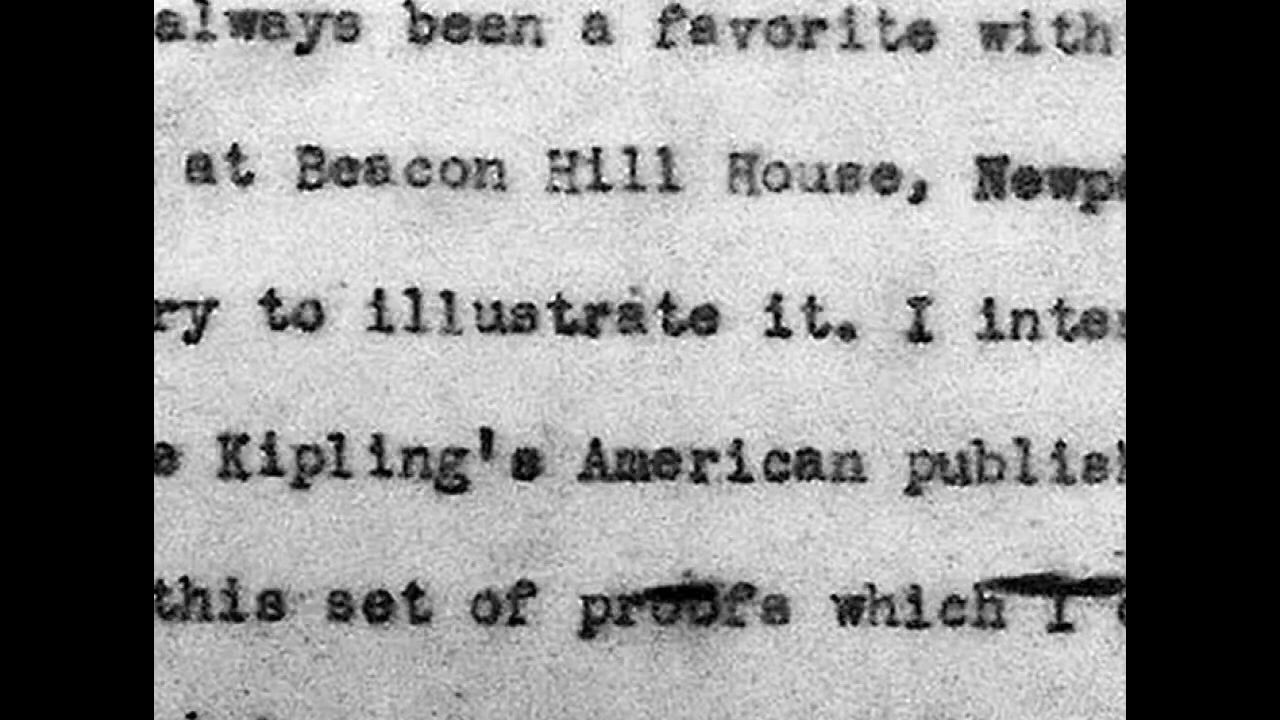 always been a favorite with
at Beacon Hill House, Newp
ry to illustrate it. I inte
e Kipling's American publis
this set of proofs which I